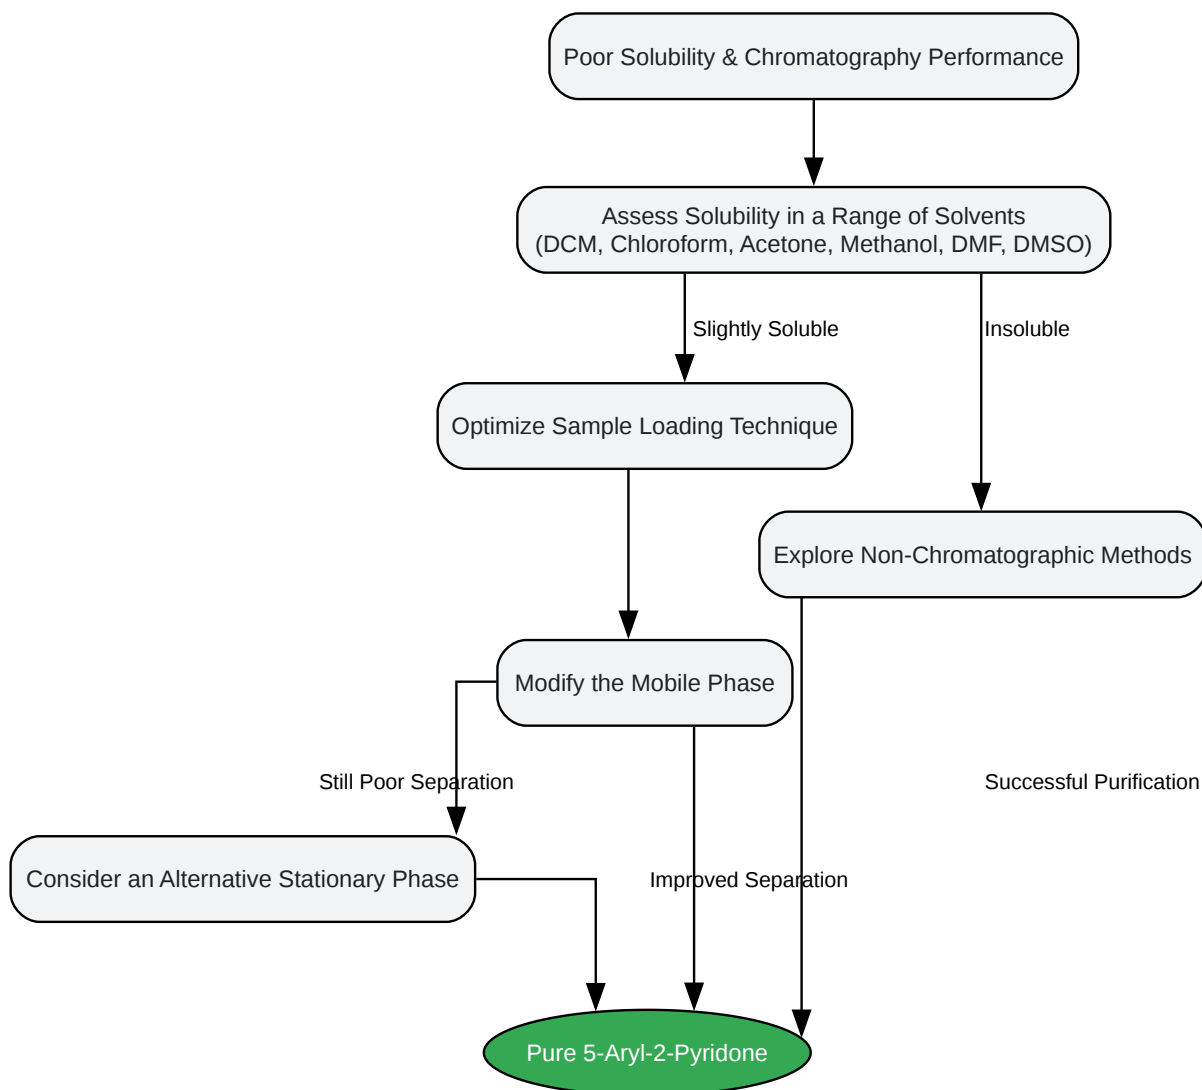 Poor Solubility & Chromatography Performance
Assess Solubility in a Range of Solvents
(DCM, Chloroform, Acetone, Methanol, DMF, DMSO)
Slightly Soluble
Insoluble
Optimize Sample Loading Technique
Explore Non-Chromatographic Methods
Modify the Mobile Phase
Still Poor Separation
Successful Purification
Consider an Alternative Stationary Phase
Improved Separation
Pure 5-Aryl-2-Pyridone